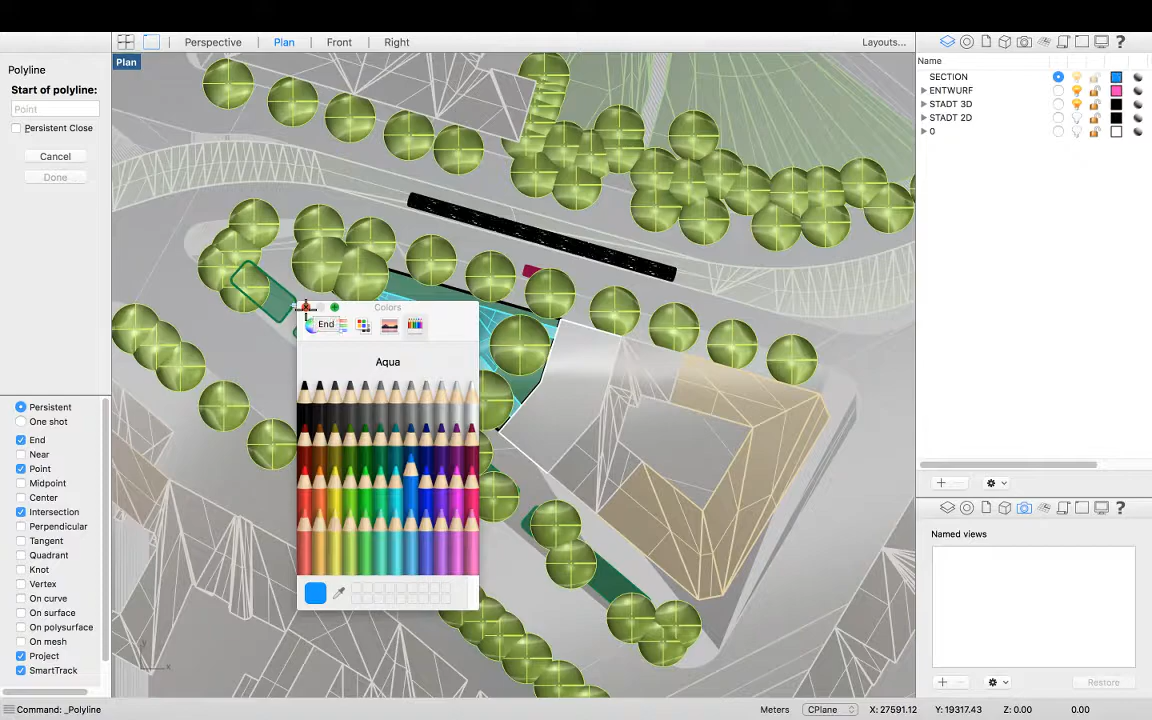 Perspective Plan Front Right Layouts...
Polyline
Start of polyline:
Point
Persistent Close
Cancel
Done
Plan
Name
SECTION
ENTWURF
STADT 3D
STADT 2D
0
Colors
End
Aqua
Persistent
One shot
End
Near
Point
Midpoint
Center
Intersection
Perpendicular
Tangent
Quadrant
Knot
Vertex
On curve
On surface
On polysurface
On mesh
Project
SmartTrack
Named views
Restore
y
x
Command: _Polyline
Meters CPlane X: 27591.12 Y: 19317.43 Z: 0.00 0.00